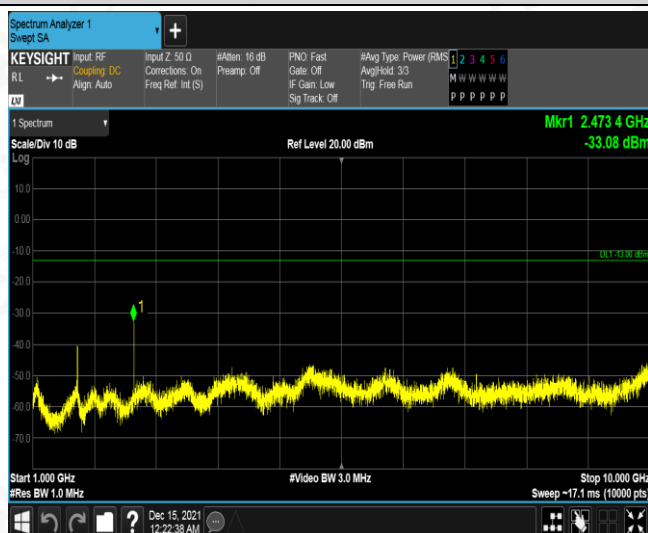 Spectrum Analyzer 1
Swept SA
+
KEYSIGHT
RL
LXI
Input: RF
Coupling: DC
Align: Auto
Input Z: 50 Ω
Corrections: On
Freq Ref: Int (S)
#Atten: 16 dB
Preamp: Off
PNO: Fast
Gate: Off
IF Gain: Low
Sig Track: Off
#Avg Type: Power (RMS
Avg|Hold: 3/3
Trig: Free Run
1 2 3 4 5 6
M W W W W W
P P P P P P
1 Spectrum
Mkr1 2.473 4 GHz
Scale/Div 10 dB
Ref Level 20.00 dBm
-33.08 dBm
Log
10.0
0.00
-10.0
DL1 -13.00 dBm
-20.0
-30.0
1
-40.0
-50.0
-60.0
-70.0
Start 1.000 GHz
#Video BW 3.0 MHz
Stop 10.000 GHz
#Res BW 1.0 MHz
Sweep ~17.1 ms (10000 pts)
?
Dec 15, 2021
12:22:38 AM